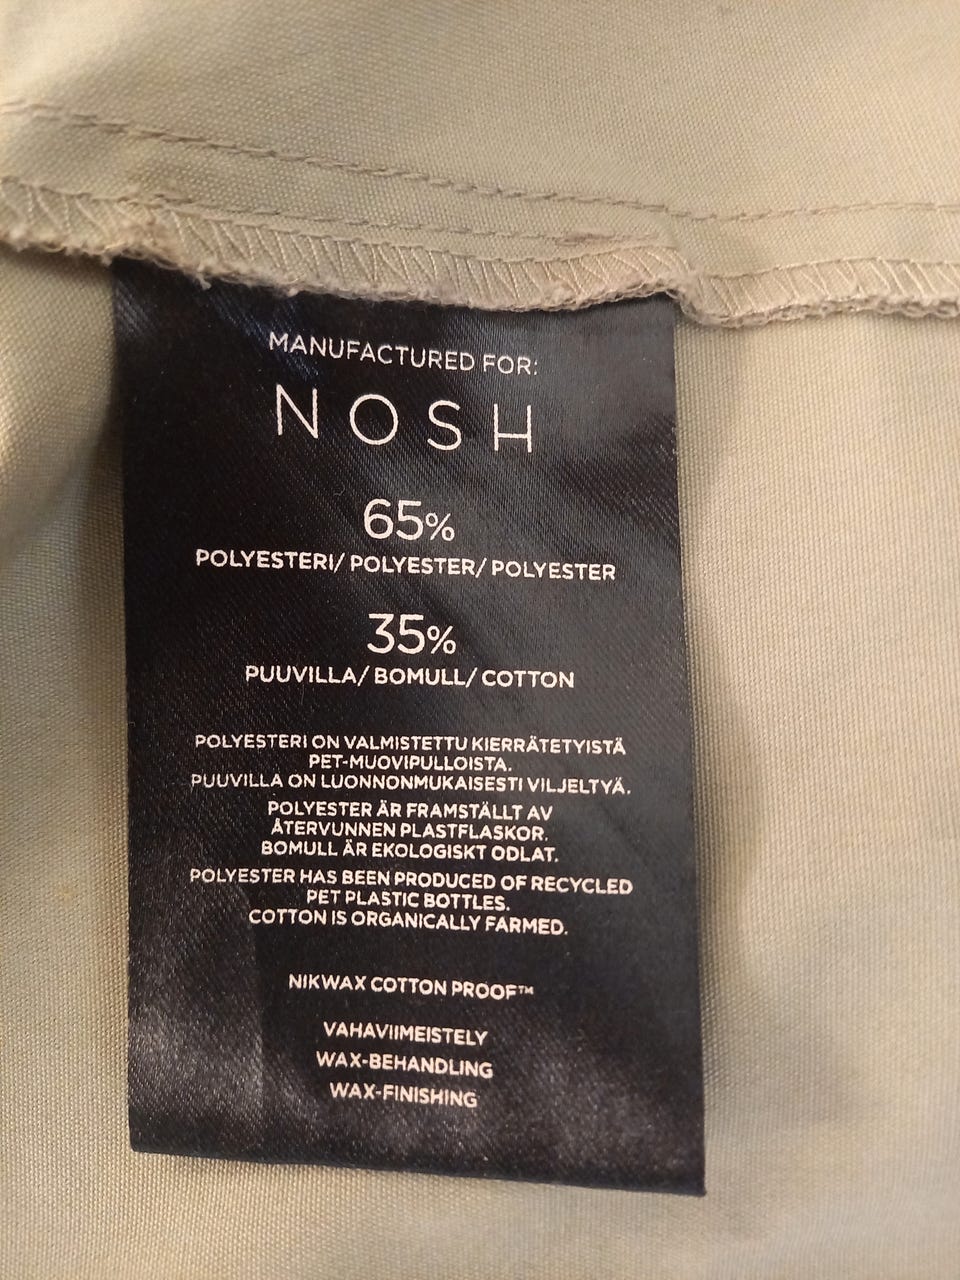 MANUFACTURED FOR:
NOSH
65%
POLYESTERI/ POLYESTER/ POLYESTER
35%
PUUVILLA/ BOMULL/ COTTON
POLYESTERI ON VALMISTETTU KIERRÄTETYISTÄ
PET-MUOVIPULLOISTA.
PUUVILLA ON LUONNONMUKAISESTI VILJELTYÄ.
POLYESTER ÄR FRAMSTÄLLT AV
ÅTERVUNNEN PLASTFLASKOR.
BOMULL ÄR EKOLOGISKT ODLAT.
POLYESTER HAS BEEN PRODUCED OF RECYCLED
PET PLASTIC BOTTLES.
COTTON IS ORGANICALLY FARMED.
NIKWAX COTTON PROOF™
VAHAVIIMEISTELY
WAX-BEHANDLING
WAX-FINISHING